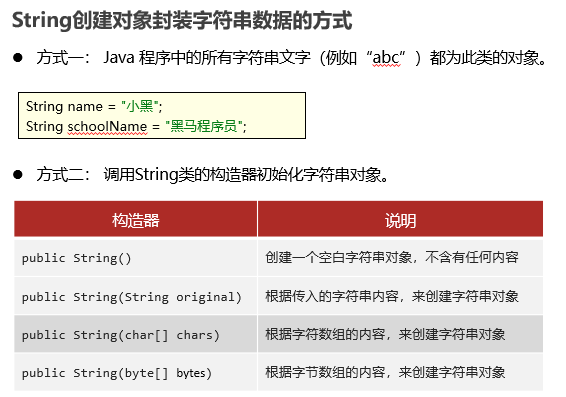 String创建对象封装字符串数据的方式
● 方式一： Java 程序中的所有字符串文字（例如“abc”）都为此类的对象。
String name = "小黑";
String schoolName = "黑马程序员";
● 方式二： 调用String类的构造器初始化字符串对象。
构造器 说明
public String() 创建一个空白字符串对象，不含有任何内容
public String(String original) 根据传入的字符串内容，来创建字符串对象
public String(char[] chars) 根据字符数组的内容，来创建字符串对象
public String(byte[] bytes) 根据字节数组的内容，来创建字符串对象